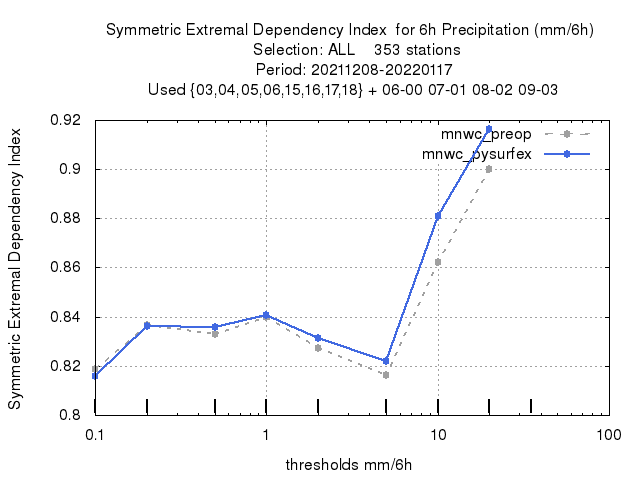 Symmetric Extremal Dependency Index  for 6h Precipitation (mm/6h)
Selection: ALL    353 stations
Period: 20211208-20220117
Used {03,04,05,06,15,16,17,18} + 06-00 07-01 08-02 09-03
Symmetric Extremal Dependency Index
0.92
0.9
0.88
0.86
0.84
0.82
0.8
mnwc_preop
mnwc_pysurfex
0.1
1
10
100
thresholds mm/6h